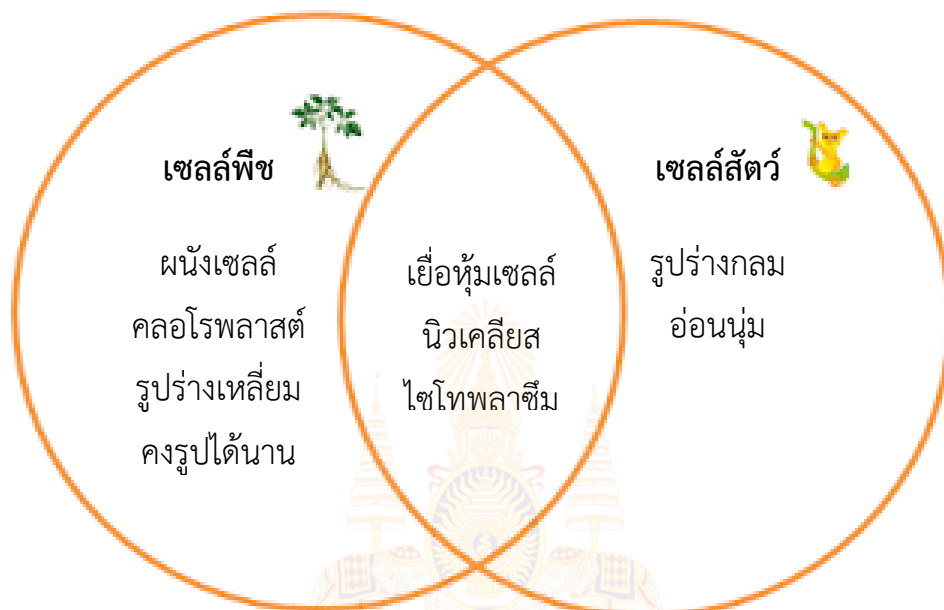 เซลล์พืช
ผนังเซลล์
คลอโรพลาสต์
รูปร่างเหลี่ยม
คงรูปได้นาน
เยื่อหุ้มเซลล์
นิวเคลียส
ไซโทพลาซึม
เซลล์สัตว์
รูปร่างกลม
อ่อนนุ่ม